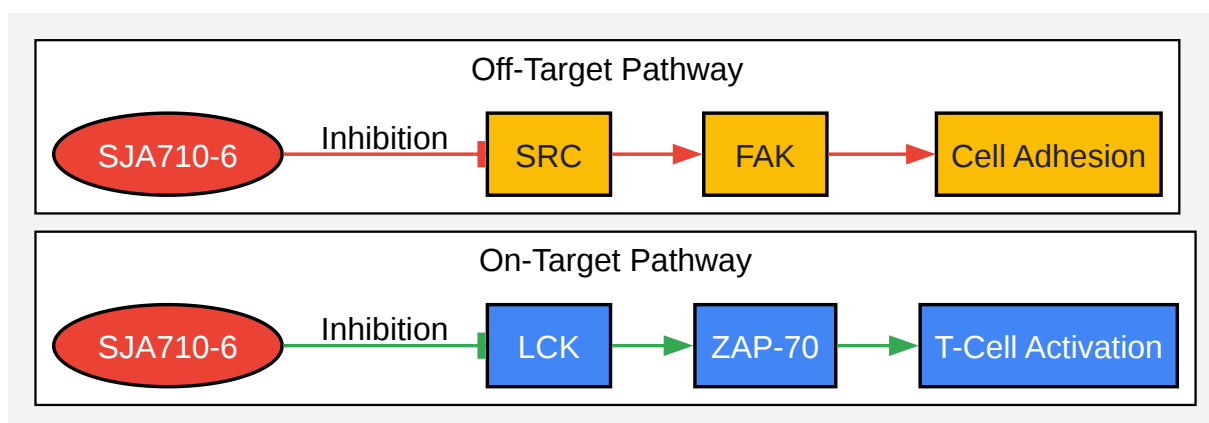 Off-Target Pathway
SJA710-6
Inhibition
SRC
FAK
Cell Adhesion
On-Target Pathway
SJA710-6
Inhibition
LCK
ZAP-70
T-Cell Activation